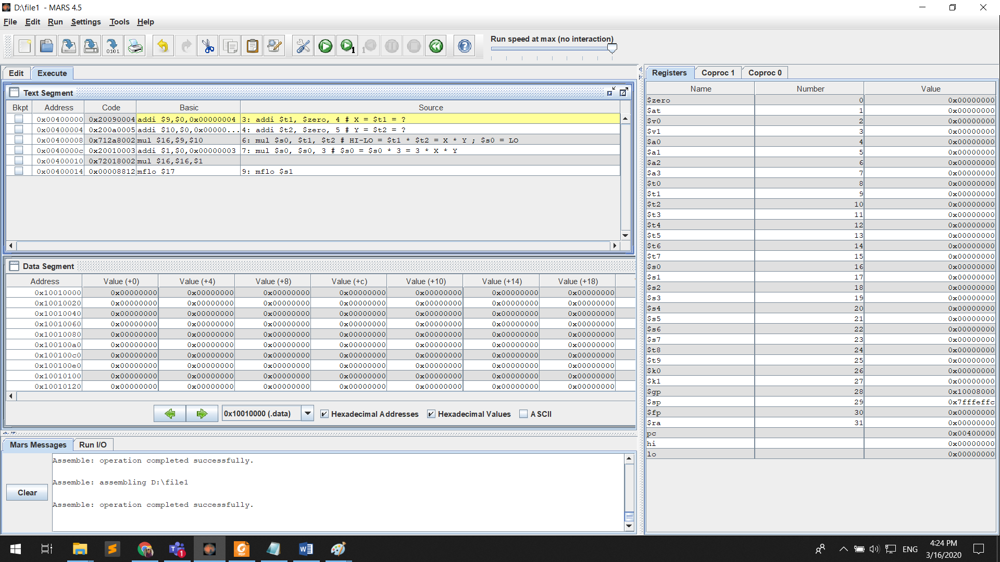 D:\file1 - MARS 4.5
File Edit Run Settings Tools Help
Run speed at max (no interaction)
Edit Execute
Text Segment
Bkpt Address Code Basic Source
0x00400000 0x20090004 addi $9,$0,0x00000004 3: addi $t1, $zero, 4 # X = $t1 = ?
0x00400004 0x200a0005 addi $10,$0,0x00000... 4: addi $t2, $zero, 5 # Y = $t2 = ?
0x00400008 0x712a8002 mul $16,$9,$10 6: mul $s0, $t1, $t2 # HI-LO = $t1 * $t2 = X * Y ; $s0 = LO
0x0040000c 0x20010003 addi $1,$0,0x00000003 7: mul $s0, $s0, 3 # $s0 = $s0 * 3 = 3 * X * Y
0x00400010 0x72018002 mul $16,$16,$1
0x00400014 0x00008812 mflo $17 9: mflo $s1
Data Segment
Address Value (+0) Value (+4) Value (+8) Value (+c) Value (+10) Value (+14) Value (+18)
0x10010000 0x00000000 0x00000000 0x00000000 0x00000000 0x00000000 0x00000000 0x00000000
0x10010020 0x00000000 0x00000000 0x00000000 0x00000000 0x00000000 0x00000000 0x00000000
0x10010040 0x00000000 0x00000000 0x00000000 0x00000000 0x00000000 0x00000000 0x00000000
0x10010060 0x00000000 0x00000000 0x00000000 0x00000000 0x00000000 0x00000000 0x00000000
0x10010080 0x00000000 0x00000000 0x00000000 0x00000000 0x00000000 0x00000000 0x00000000
0x100100a0 0x00000000 0x00000000 0x00000000 0x00000000 0x00000000 0x00000000 0x00000000
0x100100c0 0x00000000 0x00000000 0x00000000 0x00000000 0x00000000 0x00000000 0x00000000
0x100100e0 0x00000000 0x00000000 0x00000000 0x00000000 0x00000000 0x00000000 0x00000000
0x10010100 0x00000000 0x00000000 0x00000000 0x00000000 0x00000000 0x00000000 0x00000000
0x10010120 0x00000000 0x00000000 0x00000000 0x00000000 0x00000000 0x00000000 0x00000000
0x10010000 (.data) Hexadecimal Addresses Hexadecimal Values ASCII
Mars Messages Run I/O
Assemble: operation completed successfully.
Assemble: assembling D:\file1
Clear
Assemble: operation completed successfully.
Registers Coproc 1 Coproc 0
Name Number Value
$zero 0 0x00000000
$at 1 0x00000000
$v0 2 0x00000000
$v1 3 0x00000000
$a0 4 0x00000000
$a1 5 0x00000000
$a2 6 0x00000000
$a3 7 0x00000000
$t0 8 0x00000000
$t1 9 0x00000000
$t2 10 0x00000000
$t3 11 0x00000000
$t4 12 0x00000000
$t5 13 0x00000000
$t6 14 0x00000000
$t7 15 0x00000000
$s0 16 0x00000000
$s1 17 0x00000000
$s2 18 0x00000000
$s3 19 0x00000000
$s4 20 0x00000000
$s5 21 0x00000000
$s6 22 0x00000000
$s7 23 0x00000000
$t8 24 0x00000000
$t9 25 0x00000000
$k0 26 0x00000000
$k1 27 0x00000000
$gp 28 0x10008000
$sp 29 0x7fffeffc
$fp 30 0x00000000
$ra 31 0x00000000
pc 0x00400000
hi 0x00000000
lo 0x00000000
ENG
4:24 PM
3/16/2020